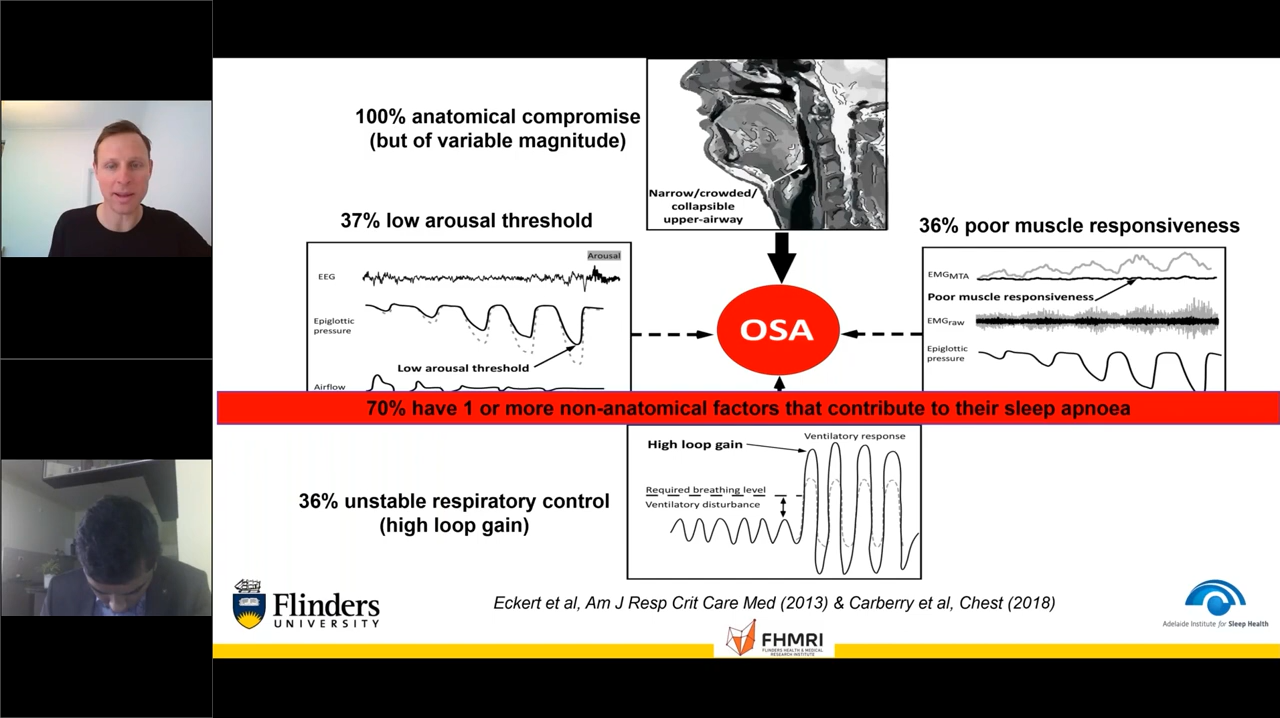 100% anatomical compromise
(but of variable magnitude)
Narrow/crowded/
collapsible
upper-airway
37% low arousal threshold
36% poor muscle responsiveness
Arousal
EEG
Epiglottic
pressure
Low arousal threshold
Airflow
OSA
EMGMTA
Poor muscle responsiveness
EMGraw
Epiglottic
pressure
70% have 1 or more non-anatomical factors that contribute to their sleep apnoea
High loop gain
Ventilatory response
Required breathing level
Ventilatory disturbance
36% unstable respiratory control
(high loop gain)
Flinders
UNIVERSITY
Eckert et al, Am J Resp Crit Care Med (2013) & Carberry et al, Chest (2018)
Adelaide Institute for Sleep Health
FHMRI
FLINDERS HEALTH & MEDICAL
RESEARCH INSTITUTE